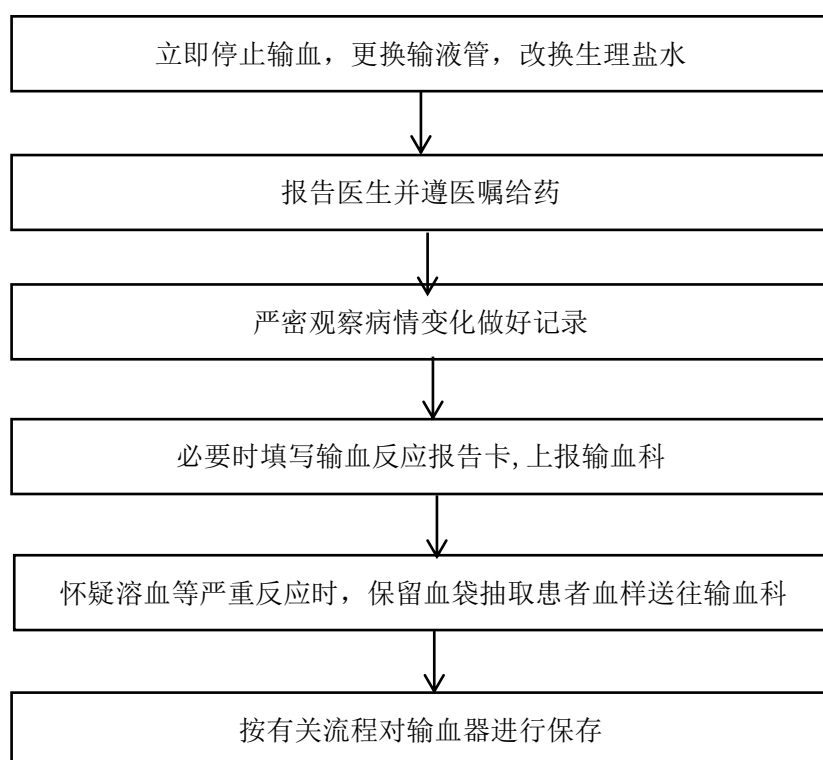 立即停止输血，更换输液管，改换生理盐水
报告医生并遵医嘱给药
严密观察病情变化做好记录
必要时填写输血反应报告卡,上报输血科
怀疑溶血等严重反应时，保留血袋抽取患者血样送往输血科
按有关流程对输血器进行保存